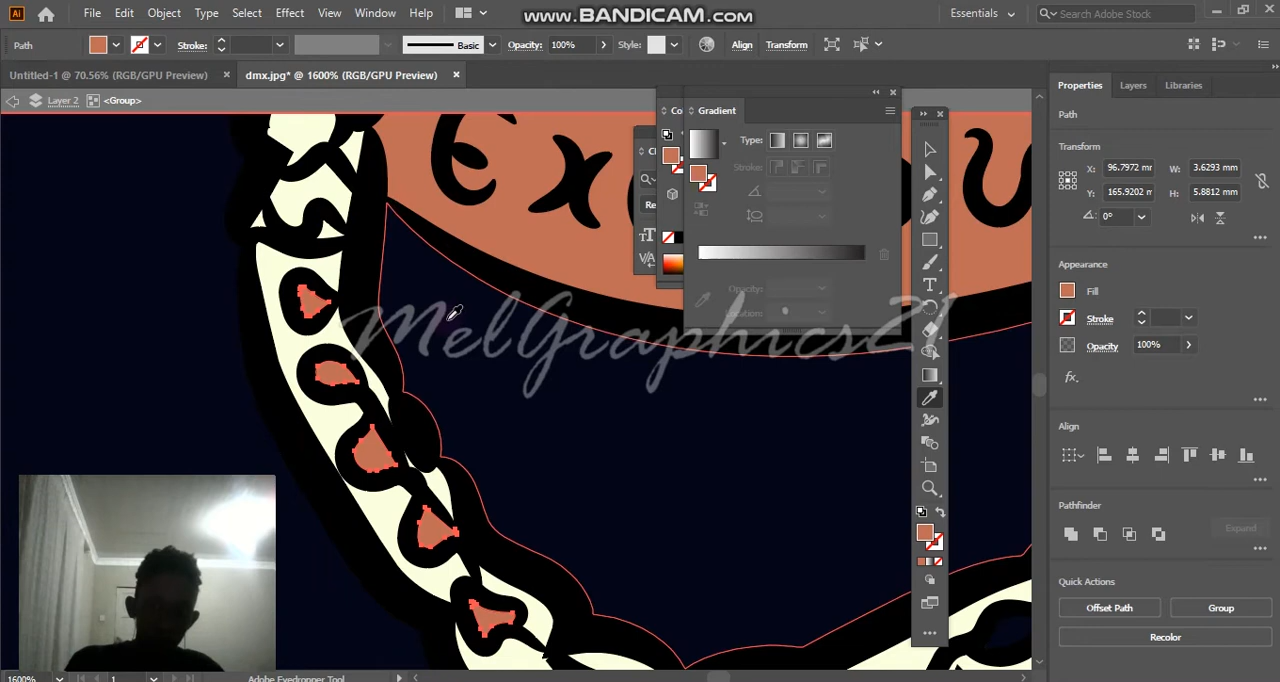 File Edit Object Type Select Effect View Window Help
www.BANDICAM.com
Essentials
Search Adobe Stock
Path
Stroke:
Basic
Opacity: 100%
Style:
Align
Transform
Untitled-1 @ 70.56% (RGB/GPU Preview)
dmx.jpg* @ 1600% (RGB/GPU Preview)
Layer 2
<Group>
Gradient
Type:
Stroke:
Opacity:
Location:
MelGraphics21
Properties Layers Libraries
Path
Transform
X: 96.7972 mm
W: 3.6293 mm
Y: 165.9202 m
H: 5.8812 mm
0°
Appearance
Fill
Stroke
Opacity 100%
fx.
Align
Pathfinder
Expand
Quick Actions
Offset Path Group
Recolor
1600%
1
Adobe Eyedropper Tool